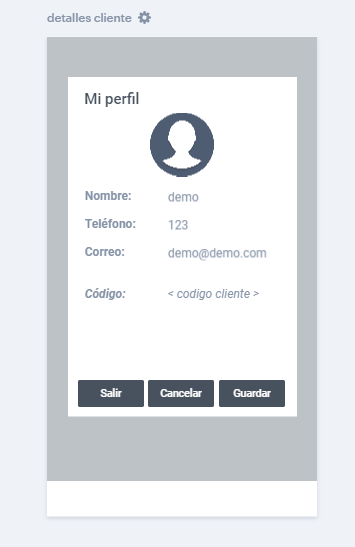 detalles cliente
Mi perfil
Nombre: demo
Teléfono: 123
Correo: demo@demo.com
Código: < codigo cliente >
Salir Cancelar Guardar